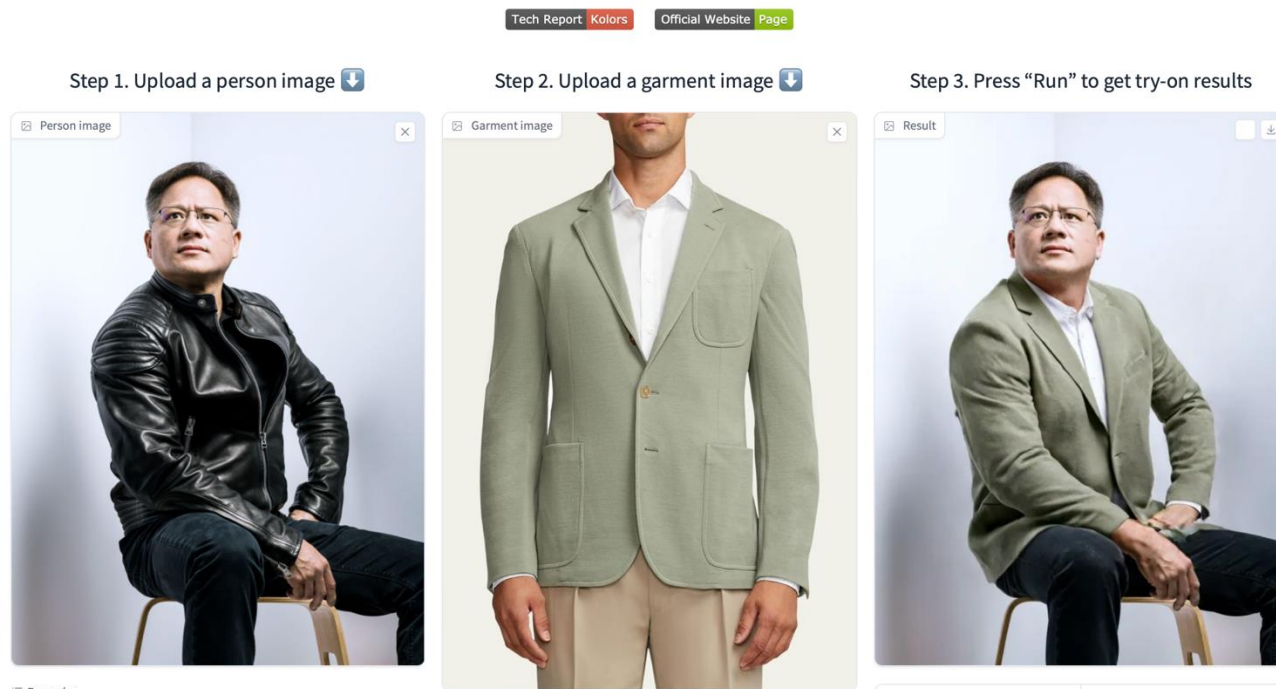 Tech Report Kolors
Official Website Page
Step 1. Upload a person image ⬇️
Step 2. Upload a garment image ⬇️
Step 3. Press “Run” to get try-on results
Person image
Garment image
Result